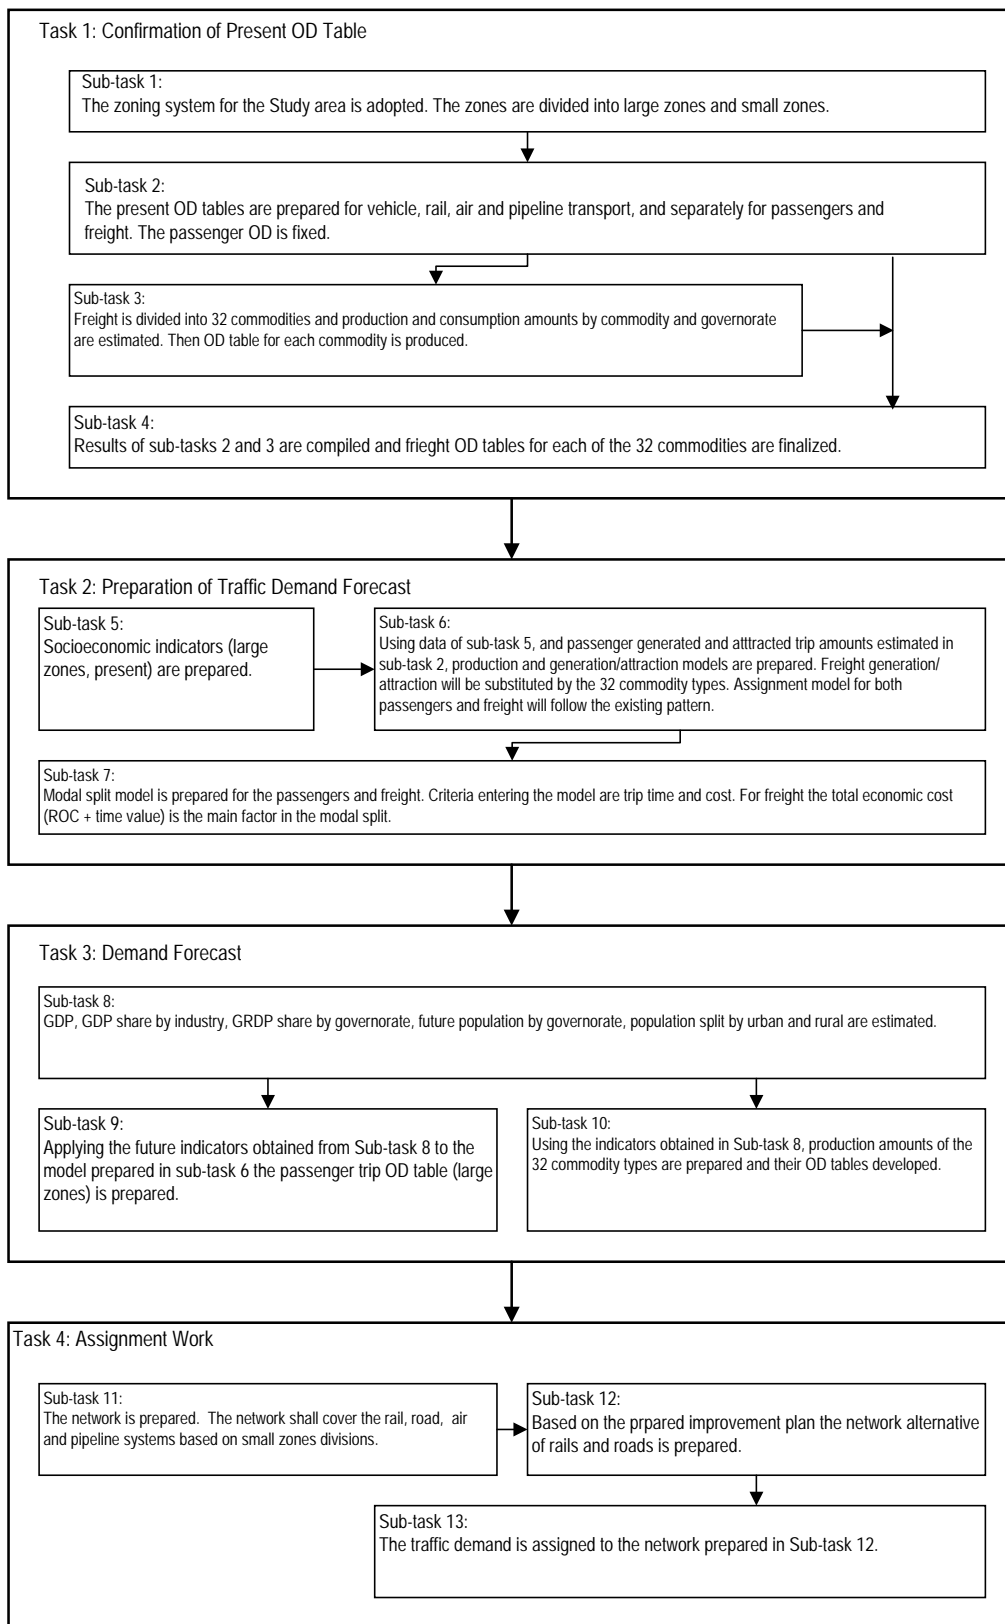 Task 1: Confirmation of Present OD Table
Sub-task 1:
The zoning system for the Study area is adopted. The zones are divided into large zones and small zones.
Sub-task 2:
The present OD tables are prepared for vehicle, rail, air and pipeline transport, and separately for passengers and
freight. The passenger OD is fixed.
Sub-task 3:
Freight is divided into 32 commodities and production and consumption amounts by commodity and governorate
are estimated. Then OD table for each commodity is produced.
Sub-task 4:
Results of sub-tasks 2 and 3 are compiled and frieght OD tables for each of the 32 commodities are finalized.
Task 2: Preparation of Traffic Demand Forecast
Sub-task 5:
Socioeconomic indicators (large
zones, present) are prepared.
Sub-task 6:
Using data of sub-task 5, and passenger generated and atttracted trip amounts estimated in
sub-task 2, production and generation/attraction models are prepared. Freight generation/
attraction will be substituted by the 32 commodity types. Assignment model for both
passengers and freight will follow the existing pattern.
Sub-task 7:
Modal split model is prepared for the passengers and freight. Criteria entering the model are trip time and cost. For freight the total economic cost
(ROC + time value) is the main factor in the modal split.
Task 3: Demand Forecast
Sub-task 8:
GDP, GDP share by industry, GRDP share by governorate, future population by governorate, population split by urban and rural are estimated.
Sub-task 9:
Applying the future indicators obtained from Sub-task 8 to the
model prepared in sub-task 6 the passenger trip OD table (large
zones) is prepared.
Sub-task 10:
Using the indicators obtained in Sub-task 8, production amounts of the
32 commodity types are prepared and their OD tables developed.
Task 4: Assignment Work
Sub-task 11:
The network is prepared.  The network shall cover the rail, road,  air
and pipeline systems based on small zones divisions.
Sub-task 12:
Based on the prpared improvement plan the network alternative
of rails and roads is prepared.
Sub-task 13:
The traffic demand is assigned to the network prepared in Sub-task 12.